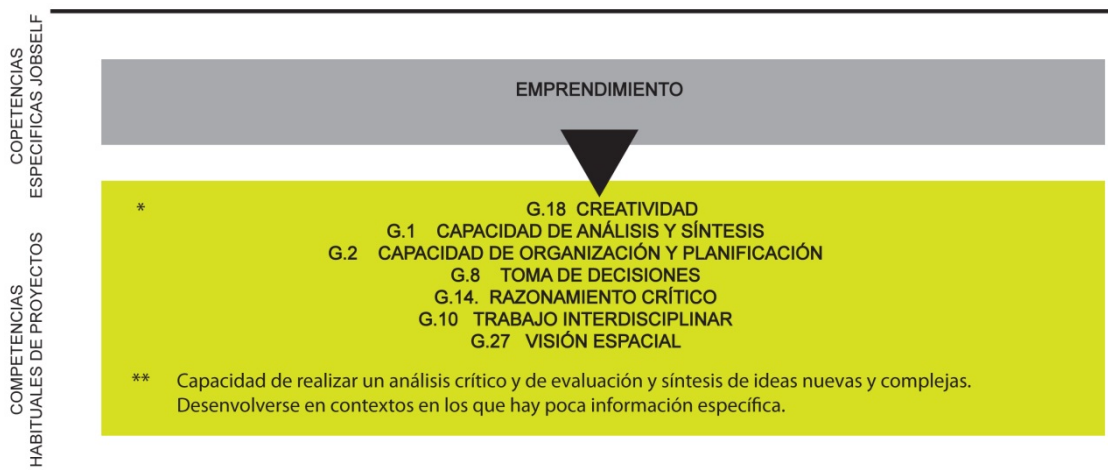 COPETENCIAS
ESPECIFICAS JOBSELF
EMPRENDIMIENTO
COMPETENCIAS
HABITUALES DE PROYECTOS
*
G.18 CREATIVIDAD
G.1 CAPACIDAD DE ANÁLISIS Y SÍNTESIS
G.2 CAPACIDAD DE ORGANIZACIÓN Y PLANIFICACIÓN
G.8 TOMA DE DECISIONES
G.14. RAZONAMIENTO CRÍTICO
G.10 TRABAJO INTERDISCIPLINAR
G.27 VISIÓN ESPACIAL
** Capacidad de realizar un análisis crítico y de evaluación y síntesis de ideas nuevas y complejas.
Desenvolverse en contextos en los que hay poca información específica.